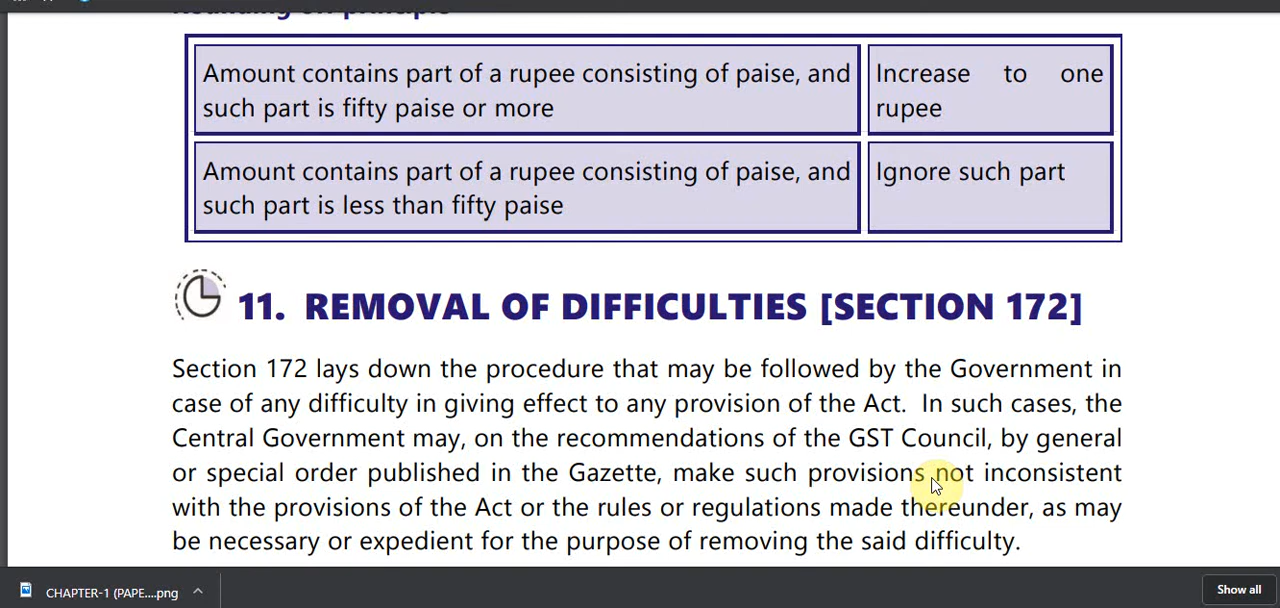 Rounding off principle
Amount contains part of a rupee consisting of paise, and
such part is fifty paise or more
Increase to one
rupee
Amount contains part of a rupee consisting of paise, and
such part is less than fifty paise
Ignore such part
11. REMOVAL OF DIFFICULTIES [SECTION 172]
Section 172 lays down the procedure that may be followed by the Government in
case of any difficulty in giving effect to any provision of the Act. In such cases, the
Central Government may, on the recommendations of the GST Council, by general
or special order published in the Gazette, make such provisions not inconsistent
with the provisions of the Act or the rules or regulations made thereunder, as may
be necessary or expedient for the purpose of removing the said difficulty.
CHAPTER-1 (PAPE....png
Show all